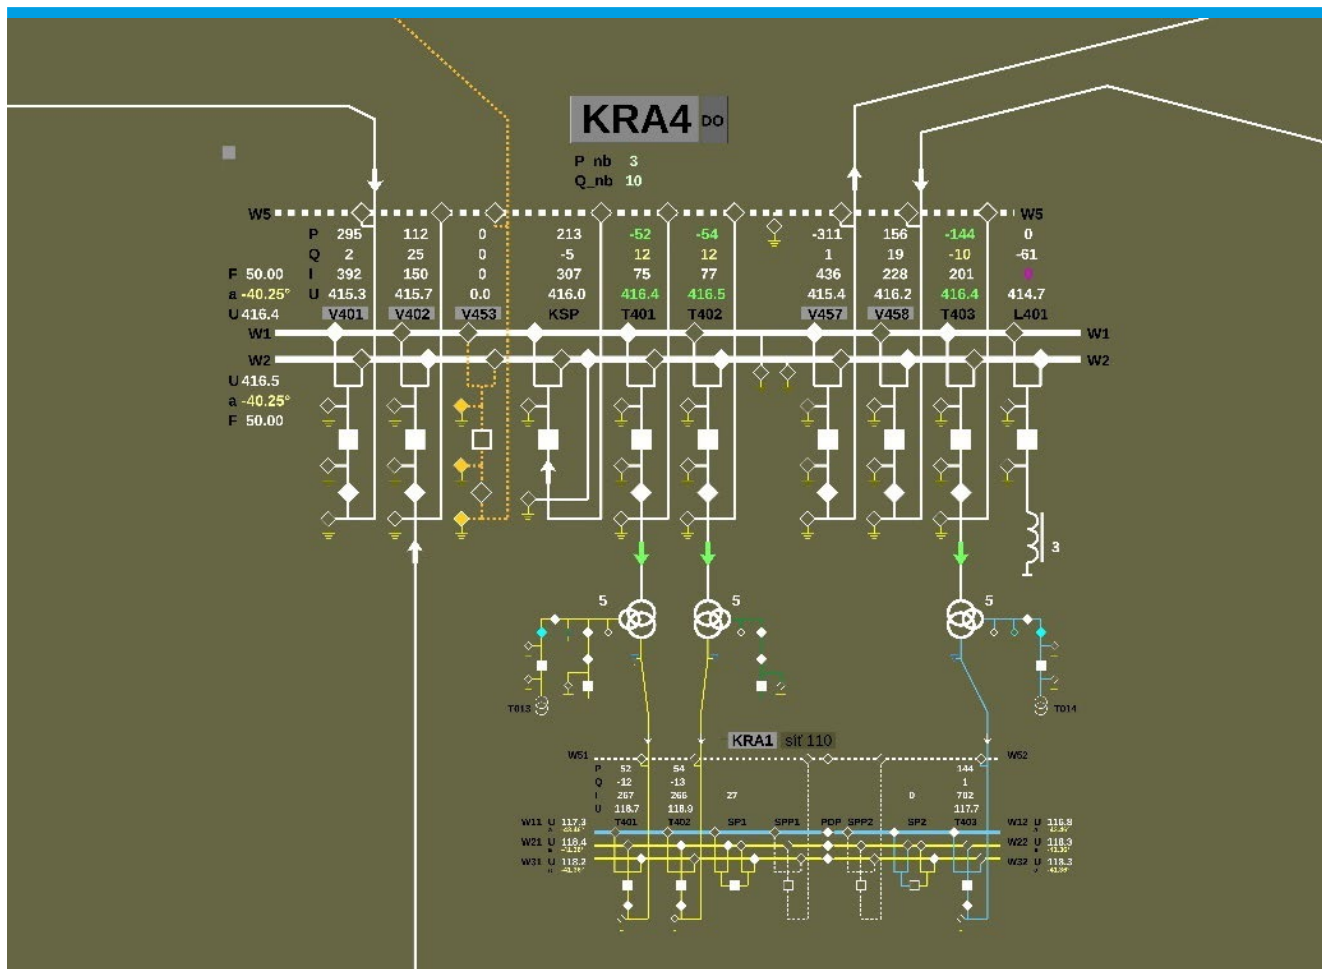 KRA4 DO
P_nb 3
Q_nb 10
W5 W5
P 295 112 0 213 -52 -54 -311 156 -144 0
Q 2 25 0 -5 12 12 1 19 -10 -61
F 50.00 I 392 150 0 307 75 77 436 228 201 0
a -40.25° U 415.3 415.7 0.0 416.0 416.4 416.5 415.4 416.2 416.4 414.7
U 416.4 V401 V402 V453 KSP T401 T402 V457 V458 T403 L401
W1 W1
W2 W2
U 416.5
a -40.25°
F 50.00
3
5 5 5
T013 T014
KRA1 síť 110
W51 W52
P 52 54 144
Q -12 -13 1
I 267 266 27 0 702
U 118.7 118.9 117.7
W11 U 117.3 T401 T402 SP1 SPP1 PDP SPP2 SP2 T403 W12 U 116.8
W21 U 118.4 W22 U 118.3
W31 U 118.2 W32 U 118.3